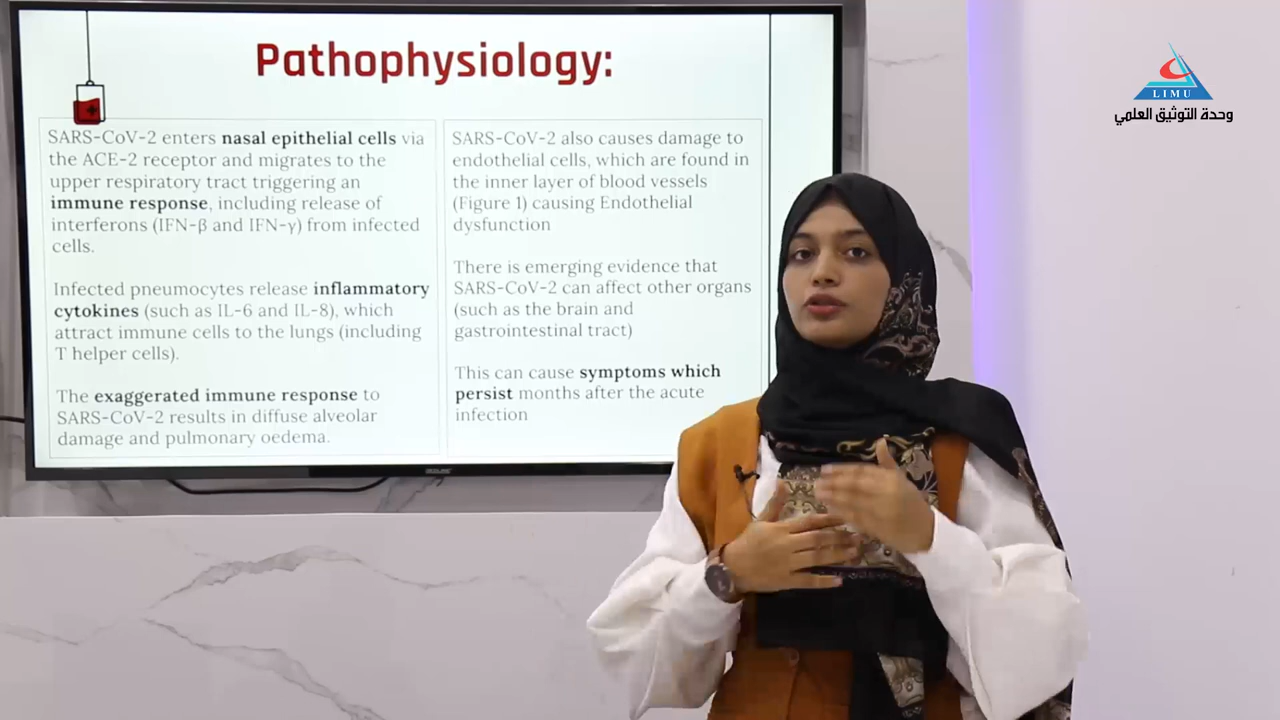 Pathophysiology:
SARS-CoV-2 enters nasal epithelial cells via
the ACE-2 receptor and migrates to the
upper respiratory tract triggering an
immune response, including release of
interferons (IFN-β and IFN-γ) from infected
cells.
Infected pneumocytes release inflammatory
cytokines (such as IL-6 and IL-8), which
attract immune cells to the lungs (including
T helper cells).
The exaggerated immune response to
SARS-CoV-2 results in diffuse alveolar
damage and pulmonary oedema.
SARS-CoV-2 also causes damage to
endothelial cells, which are found in
the inner layer of blood vessels
(Figure 1) causing Endothelial
dysfunction
There is emerging evidence that
SARS-CoV-2 can affect other organs
(such as the brain and
gastrointestinal tract)
This can cause symptoms which
persist months after the acute
infection
LIMU
وحدة التوثيق العلمي